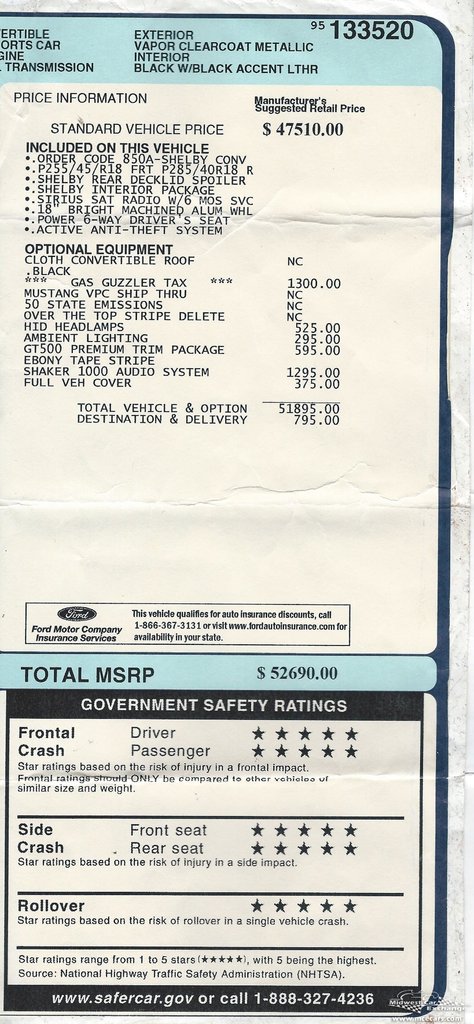 95 133520
ERTIBLE EXTERIOR
ORTS CAR VAPOR CLEARCOAT METALLIC
GINE INTERIOR
L TRANSMISSION BLACK W/BLACK ACCENT LTHR
PRICE INFORMATION Manufacturer's
Suggested Retail Price
STANDARD VEHICLE PRICE $ 47510.00
INCLUDED ON THIS VEHICLE
•.ORDER CODE 850A-SHELBY CONV
•.P255/45/R18 FRT P285/40R18 R
•.SHELBY REAR DECKLID SPOILER
•.SHELBY INTERIOR PACKAGE
•.SIRIUS SAT RADIO W/6 MOS SVC
•.18" BRIGHT MACHINED ALUM WHL
•.POWER 6-WAY DRIVER'S SEAT
•.ACTIVE ANTI-THEFT SYSTEM
OPTIONAL EQUIPMENT
CLOTH CONVERTIBLE ROOF NC
.BLACK
*** GAS GUZZLER TAX *** 1300.00
MUSTANG VPC SHIP THRU NC
50 STATE EMISSIONS NC
OVER THE TOP STRIPE DELETE NC
HID HEADLAMPS 525.00
AMBIENT LIGHTING 295.00
GT500 PREMIUM TRIM PACKAGE 595.00
EBONY TAPE STRIPE
SHAKER 1000 AUDIO SYSTEM 1295.00
FULL VEH COVER 375.00
TOTAL VEHICLE & OPTION 51895.00
DESTINATION & DELIVERY 795.00
Ford
Ford Motor Company
Insurance Services
This vehicle qualifies for auto insurance discounts, call
1-866-367-3131 or visit www.fordautoinsurance.com for
availability in your state.
TOTAL MSRP $ 52690.00
GOVERNMENT SAFETY RATINGS
Frontal Driver ★ ★ ★ ★ ★
Crash Passenger ★ ★ ★ ★ ★
Star ratings based on the risk of injury in a frontal impact.
Frontal ratings should ONLY be compared to other vehicles of
similar size and weight.
Side Front seat ★ ★ ★ ★ ★
Crash Rear seat ★ ★ ★ ★ ★
Star ratings based on the risk of injury in a side impact.
Rollover ★ ★ ★ ★ ★
Star ratings based on the risk of rollover in a single vehicle crash.
Star ratings range from 1 to 5 stars (★★★★★), with 5 being the highest.
Source: National Highway Traffic Safety Administration (NHTSA).
www.safercar.gov or call 1-888-327-4236
Midwest Car
Exchange
www.mcecars.com